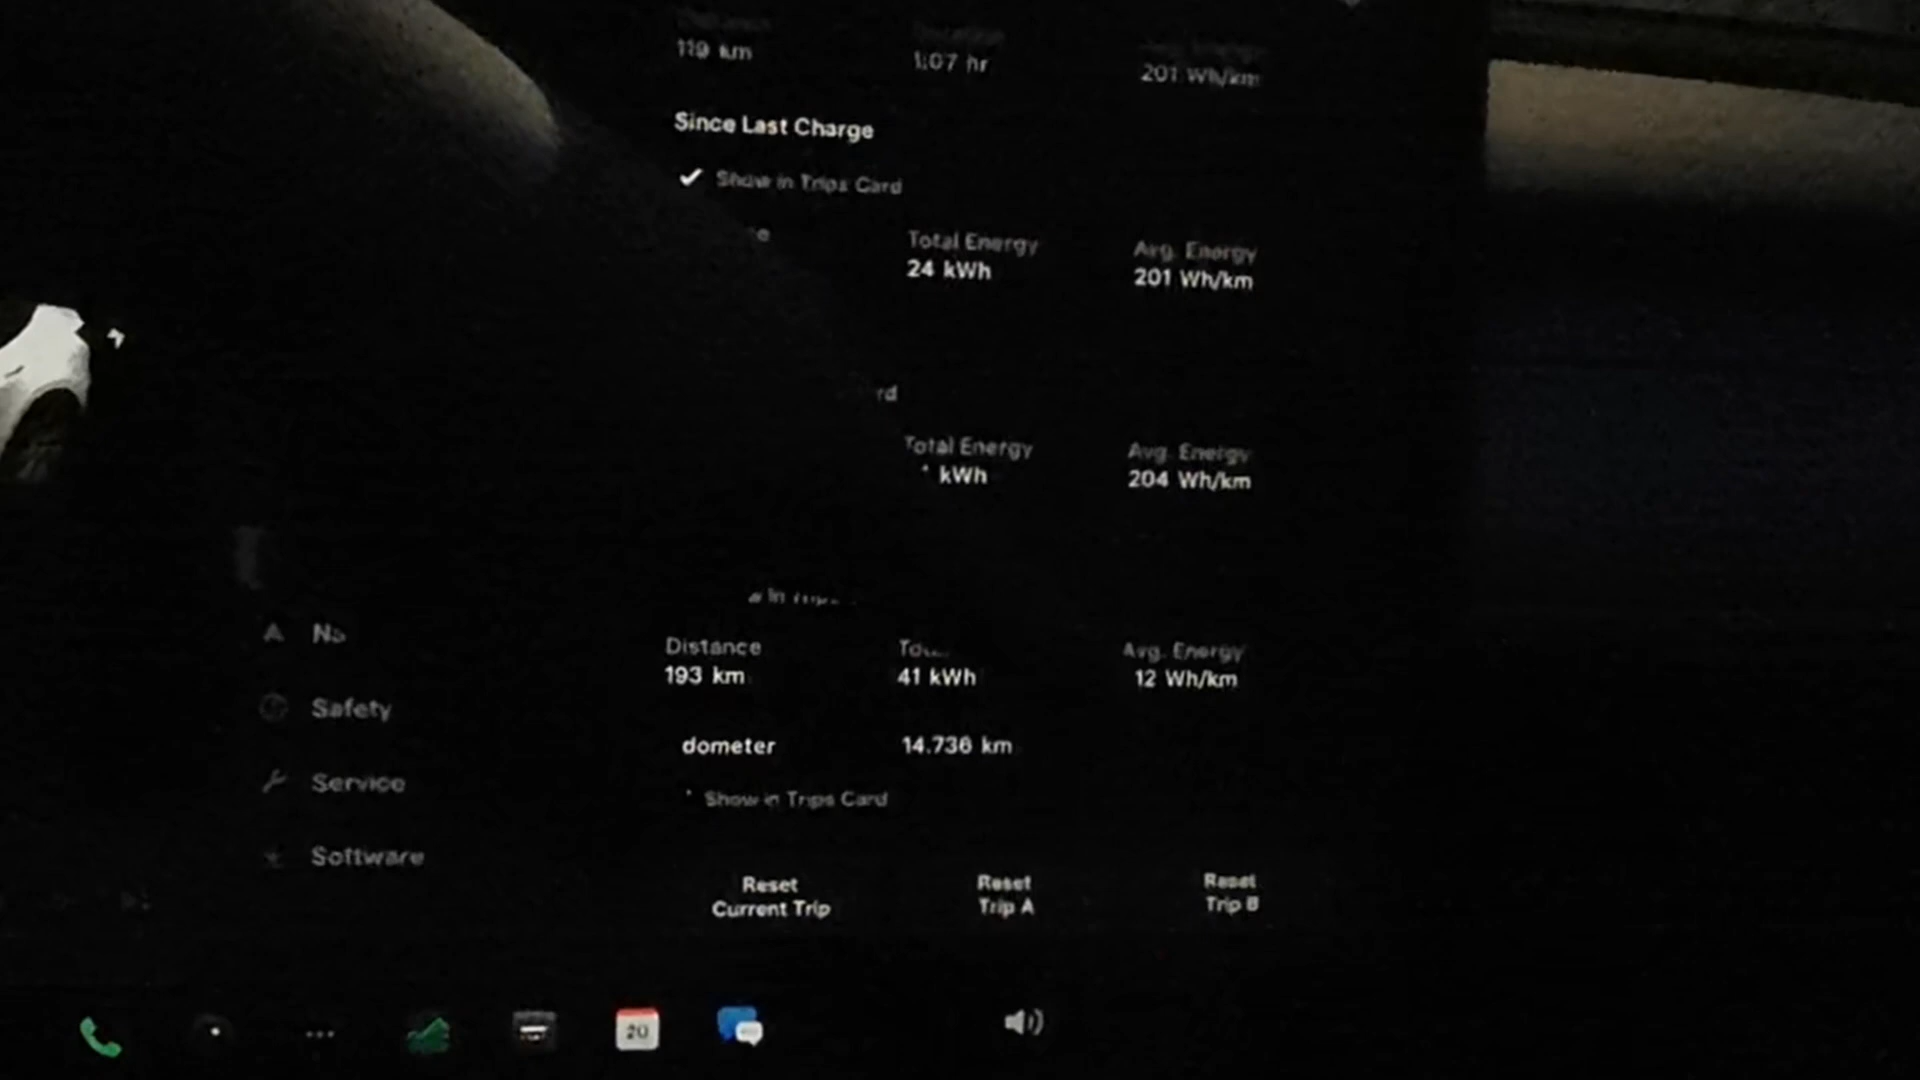 119 km
1:07 hr
201 Wh/km
Since Last Charge
Show in Trips Card
Total Energy
Avg. Energy
24 kWh
201 Wh/km
Total Energy
Avg. Energy
kWh
204 Wh/km
Distance
Avg. Energy
193 km
41 kWh
12 Wh/km
dometer
14.736 km
Show in Trips Card
Safety
Service
Software
Reset
Current Trip
Reset
Trip A
Reset
Trip B
20